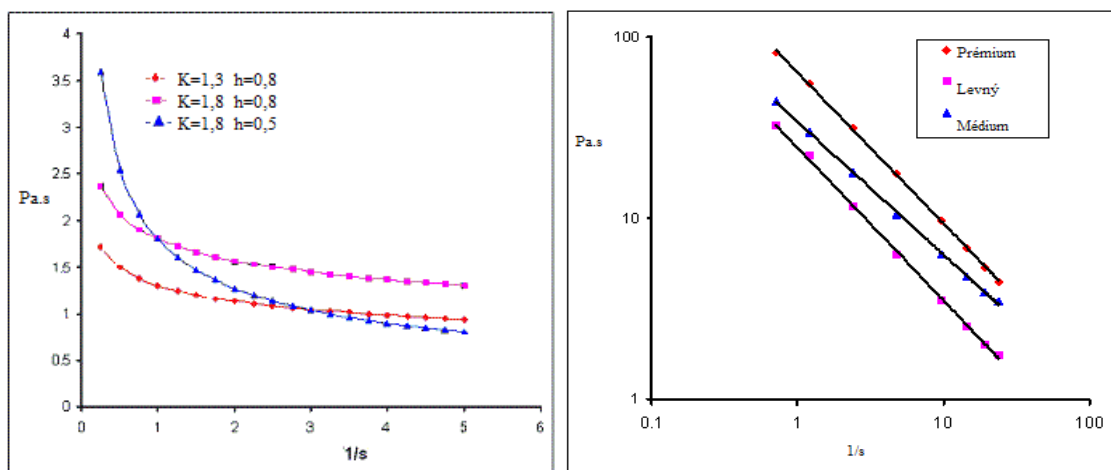 4
3.5
3
2.5
2
1.5
1
0.5
0
Pa.s
K=1,3 h=0,8
K=1,8 h=0,8
K=1,8 h=0,5
0 1 2 3 4 5 6
1/s
100
10
1
Pa.s
Prémium
Levný
Médium
0.1 1 10 100
1/s